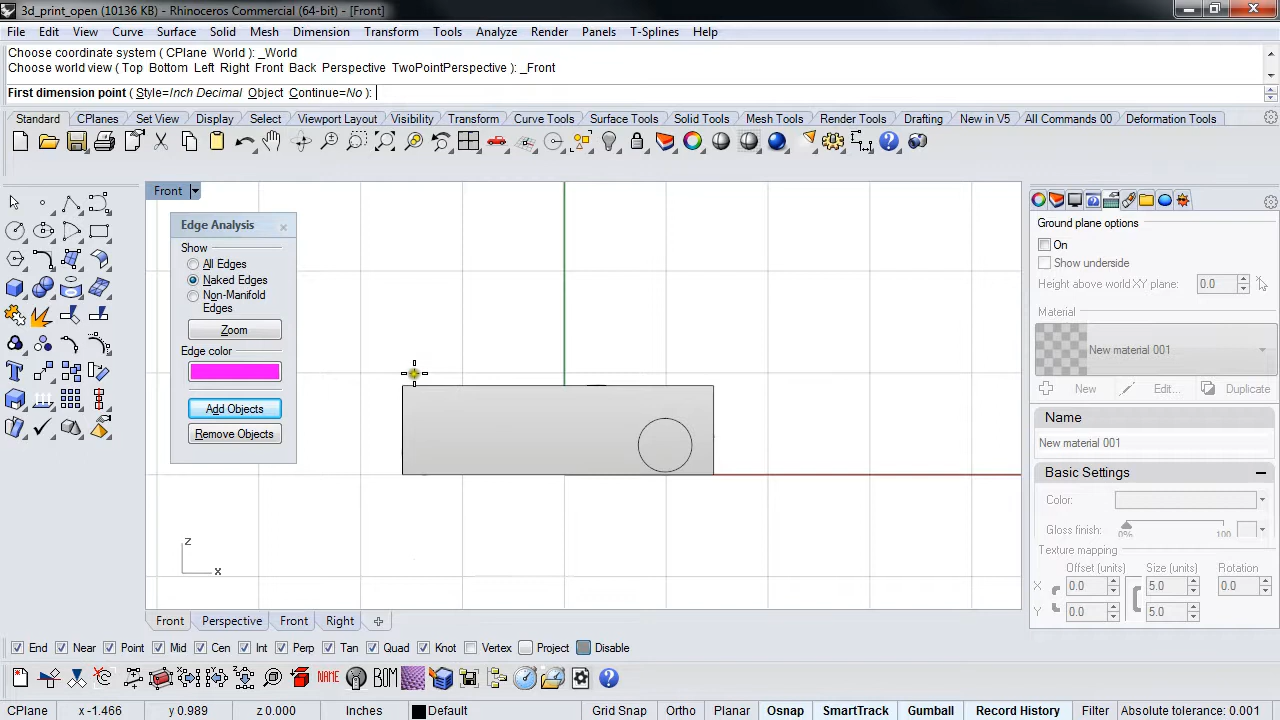 3d_print_open (10136 KB) - Rhinoceros Commercial (64-bit) - [Front]
File Edit View Curve Surface Solid Mesh Dimension Transform Tools Analyze Render Panels T-Splines Help
Choose coordinate system ( CPlane World ): _World
Choose world view ( Top Bottom Left Right Front Back Perspective TwoPointPerspective ): _Front
First dimension point ( Style=Inch Decimal Object Continue=No ):
Standard CPlanes Set View Display Select Viewport Layout Visibility Transform Curve Tools Surface Tools Solid Tools Mesh Tools Render Tools Drafting New in V5 All Commands 00 Deformation Tools
Front
Edge Analysis
Show
All Edges
Naked Edges
Non-Manifold
Edges
Zoom
Edge color
Add Objects
Remove Objects
z
x
Ground plane options
On
Show underside
Height above world XY plane: 0.0
Material
New material 001
New Edit... Duplicate
Name
New material 001
Basic Settings
Color:
Gloss finish:
0% 100
Texture mapping
Offset (units) Size (units) Rotation
X 0.0 5.0 0.0
Y 0.0 5.0
Front Perspective Front Right
End Near Point Mid Cen Int Perp Tan Quad Knot Vertex Project Disable
NAME BOM
CPlane x -1.466 y 0.989 z 0.000 Inches Default Grid Snap Ortho Planar Osnap SmartTrack Gumball Record History Filter Absolute tolerance: 0.001